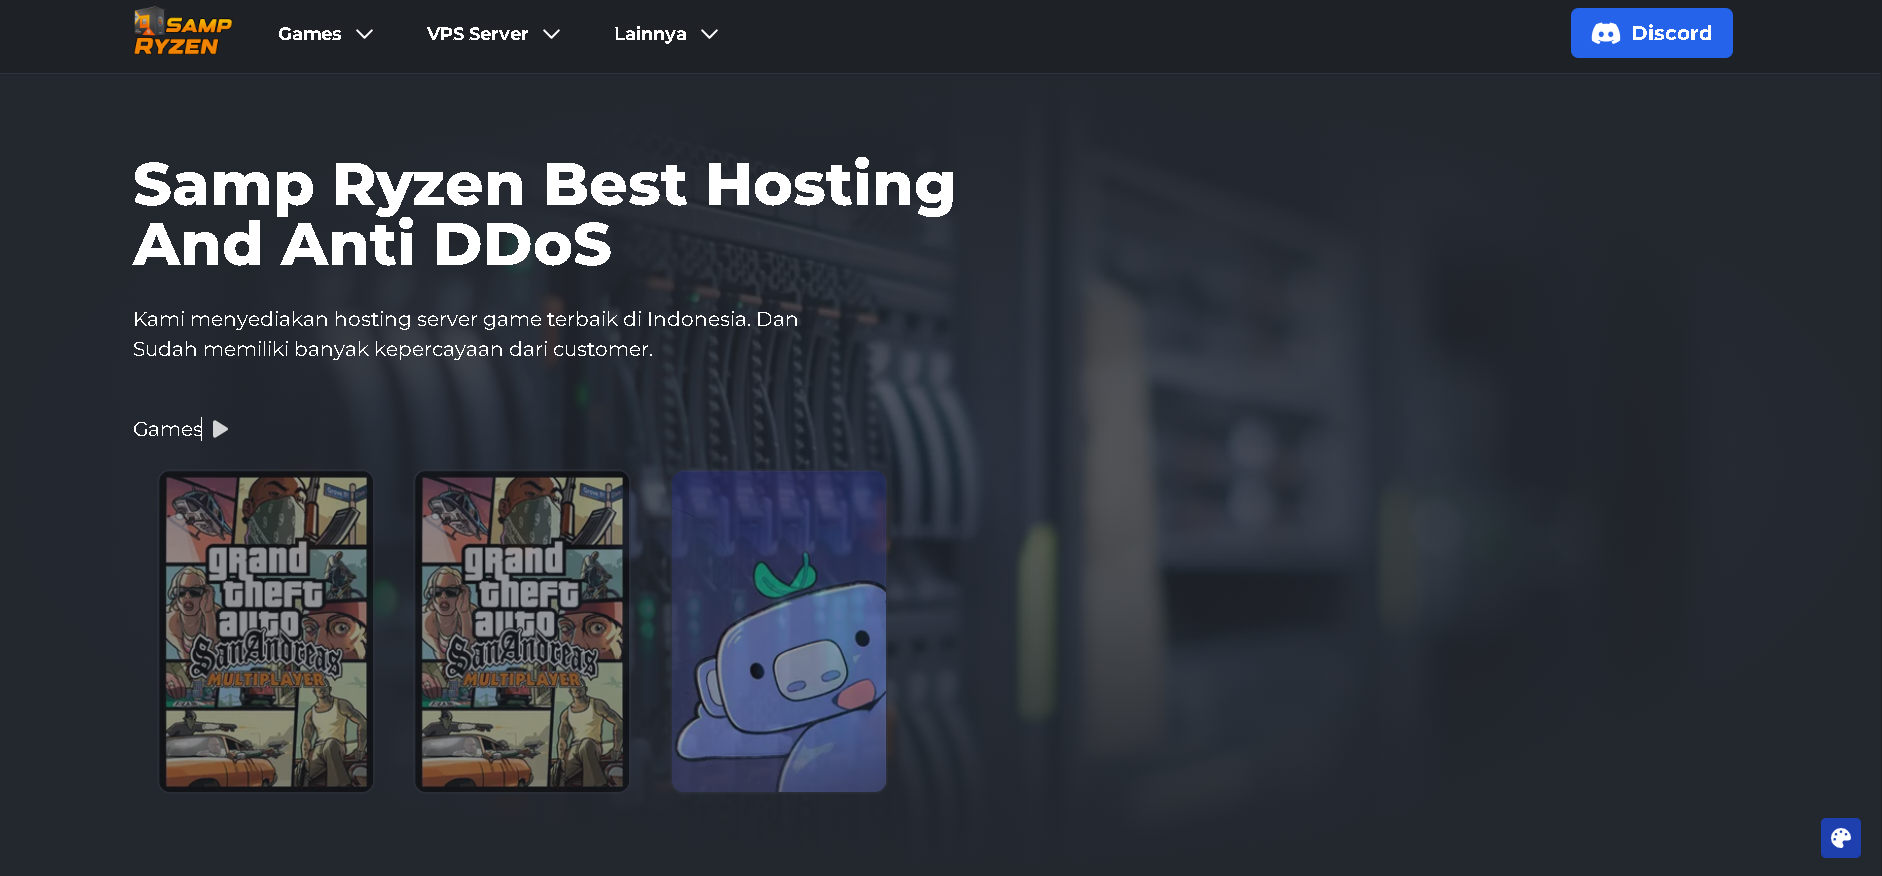 SAMP
RYZEN
Games
VPS Server
Lainnya
Discord
Samp Ryzen Best Hosting
And Anti DDoS
Kami menyediakan hosting server game terbaik di Indonesia. Dan
Sudah memiliki banyak kepercayaan dari customer.
Games
grand
theft
auto
San Andreas
MULTIPLAYER
grand
theft
auto
San Andreas
MULTIPLAYER